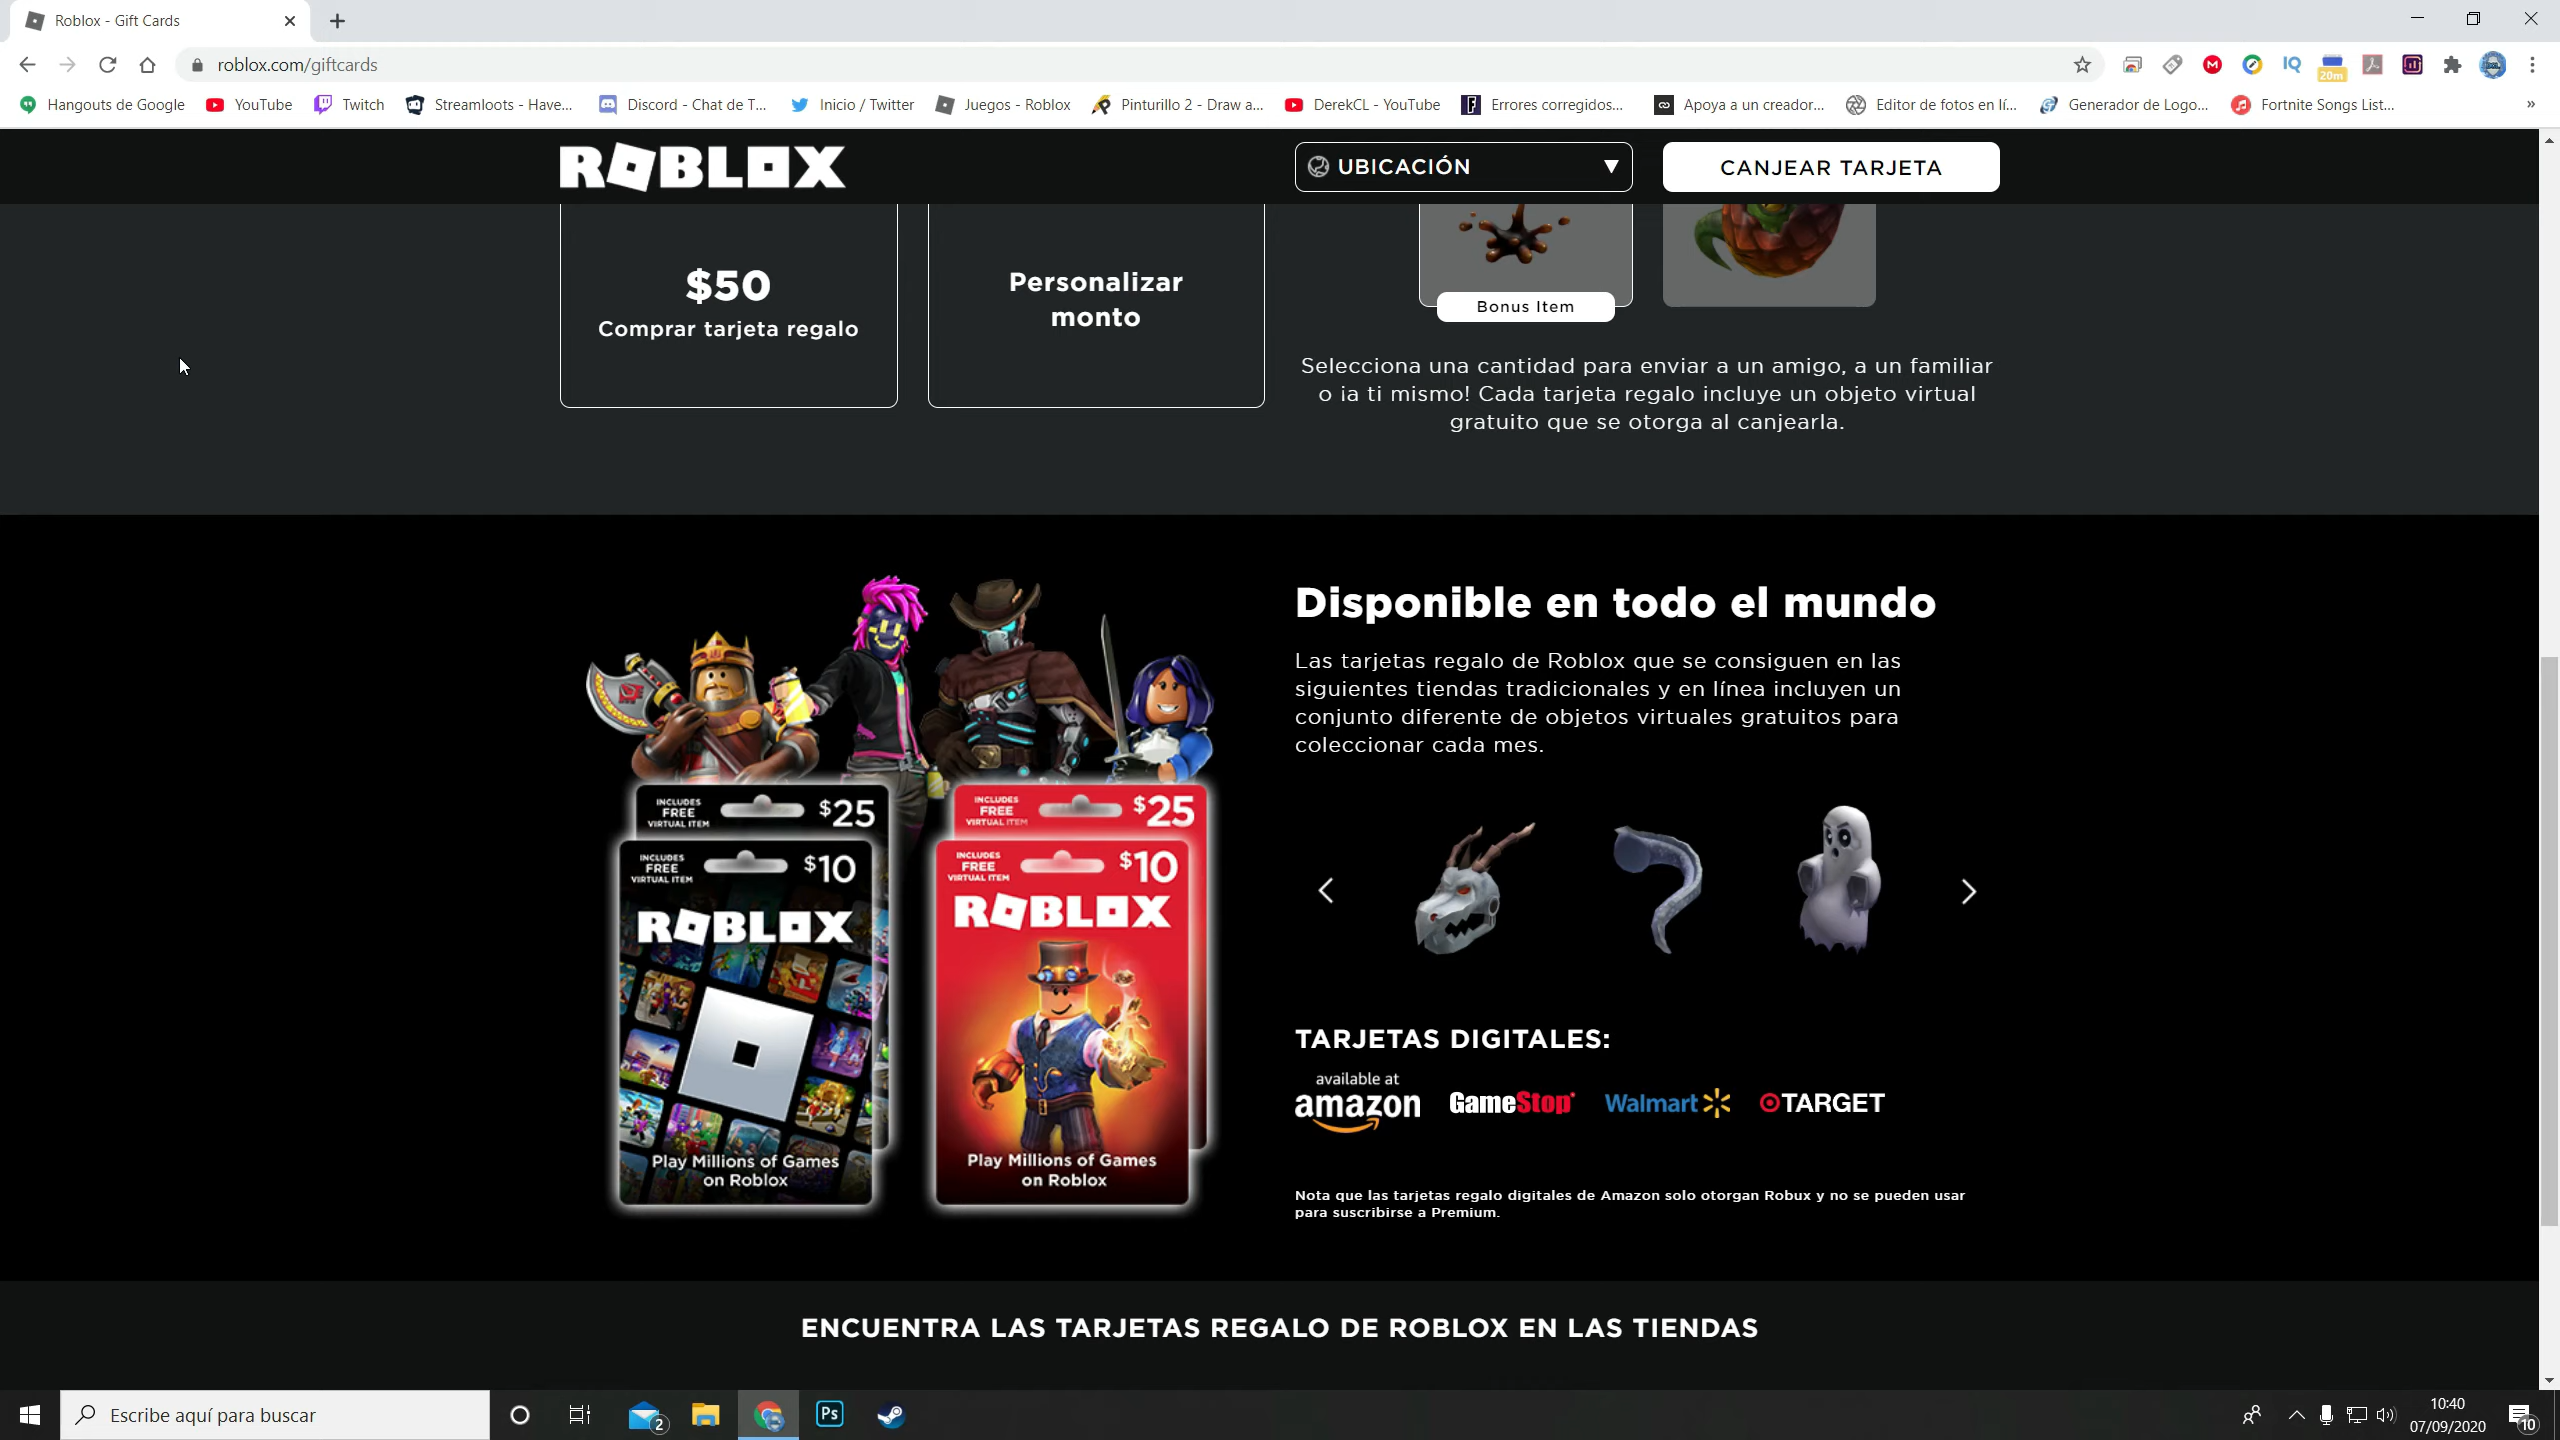 Roblox - Gift Cards
roblox.com/giftcards
IQ
20m
Hangouts de Google
YouTube
Twitch
Streamloots - Have...
Discord - Chat de T...
Inicio / Twitter
Juegos - Roblox
Pinturillo 2 - Draw a...
DerekCL - YouTube
Errores corregidos...
Apoya a un creador...
Editor de fotos en lí...
Generador de Logo...
Fortnite Songs List...
»
ROBLOX
UBICACIÓN
CANJEAR TARJETA
$50
Comprar tarjeta regalo
Personalizar
monto
Bonus Item
Selecciona una cantidad para enviar a un amigo, a un familiar
o ¡a ti mismo! Cada tarjeta regalo incluye un objeto virtual
gratuito que se otorga al canjearla.
INCLUDES
FREE
VIRTUAL ITEM
$25
INCLUDES
FREE
VIRTUAL ITEM
$10
ROBLOX
Play Millions of Games
on Roblox
INCLUDES
FREE
VIRTUAL ITEM
$25
INCLUDES
FREE
VIRTUAL ITEM
$10
ROBLOX
Play Millions of Games
on Roblox
Disponible en todo el mundo
Las tarjetas regalo de Roblox que se consiguen en las
siguientes tiendas tradicionales y en línea incluyen un
conjunto diferente de objetos virtuales gratuitos para
coleccionar cada mes.
TARJETAS DIGITALES:
available at
amazon
GameStop
Walmart
TARGET
Nota que las tarjetas regalo digitales de Amazon solo otorgan Robux y no se pueden usar
para suscribirse a Premium.
ENCUENTRA LAS TARJETAS REGALO DE ROBLOX EN LAS TIENDAS
Escribe aquí para buscar
2
Ps
10:40
07/09/2020
10